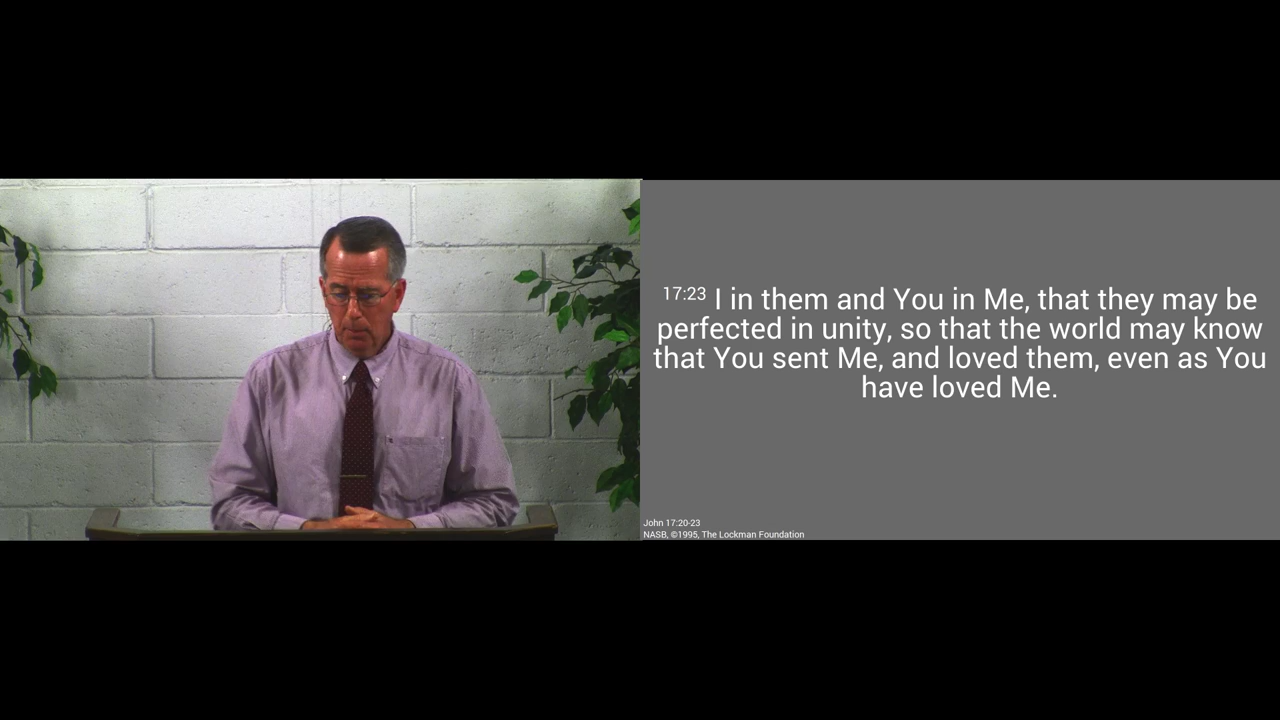 17:23 I in them and You in Me, that they may be
perfected in unity, so that the world may know
that You sent Me, and loved them, even as You
have loved Me.
John 17:20-23
NASB, ©1995, The Lockman Foundation